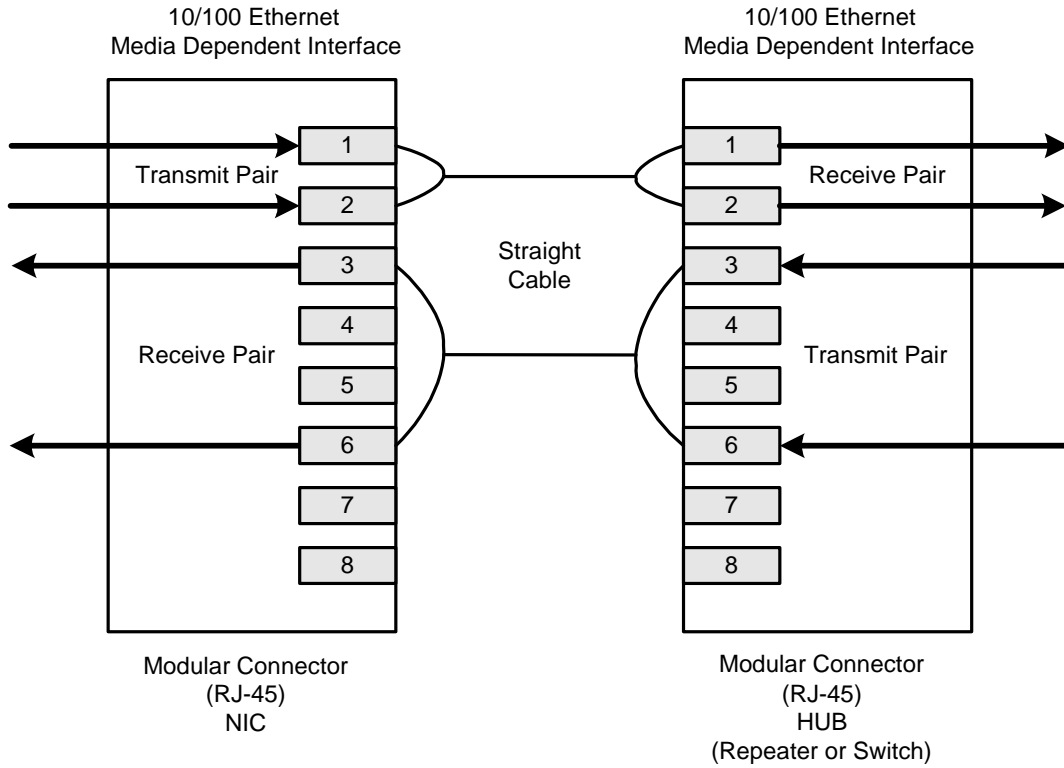 10/100 Ethernet
Media Dependent Interface
1
Transmit Pair
2
3
4
Receive Pair
5
6
7
8
Modular Connector
(RJ-45)
NIC
Straight
Cable
10/100 Ethernet
Media Dependent Interface
1
Receive Pair
2
3
4
Transmit Pair
5
6
7
8
Modular Connector
(RJ-45)
HUB
(Repeater or Switch)